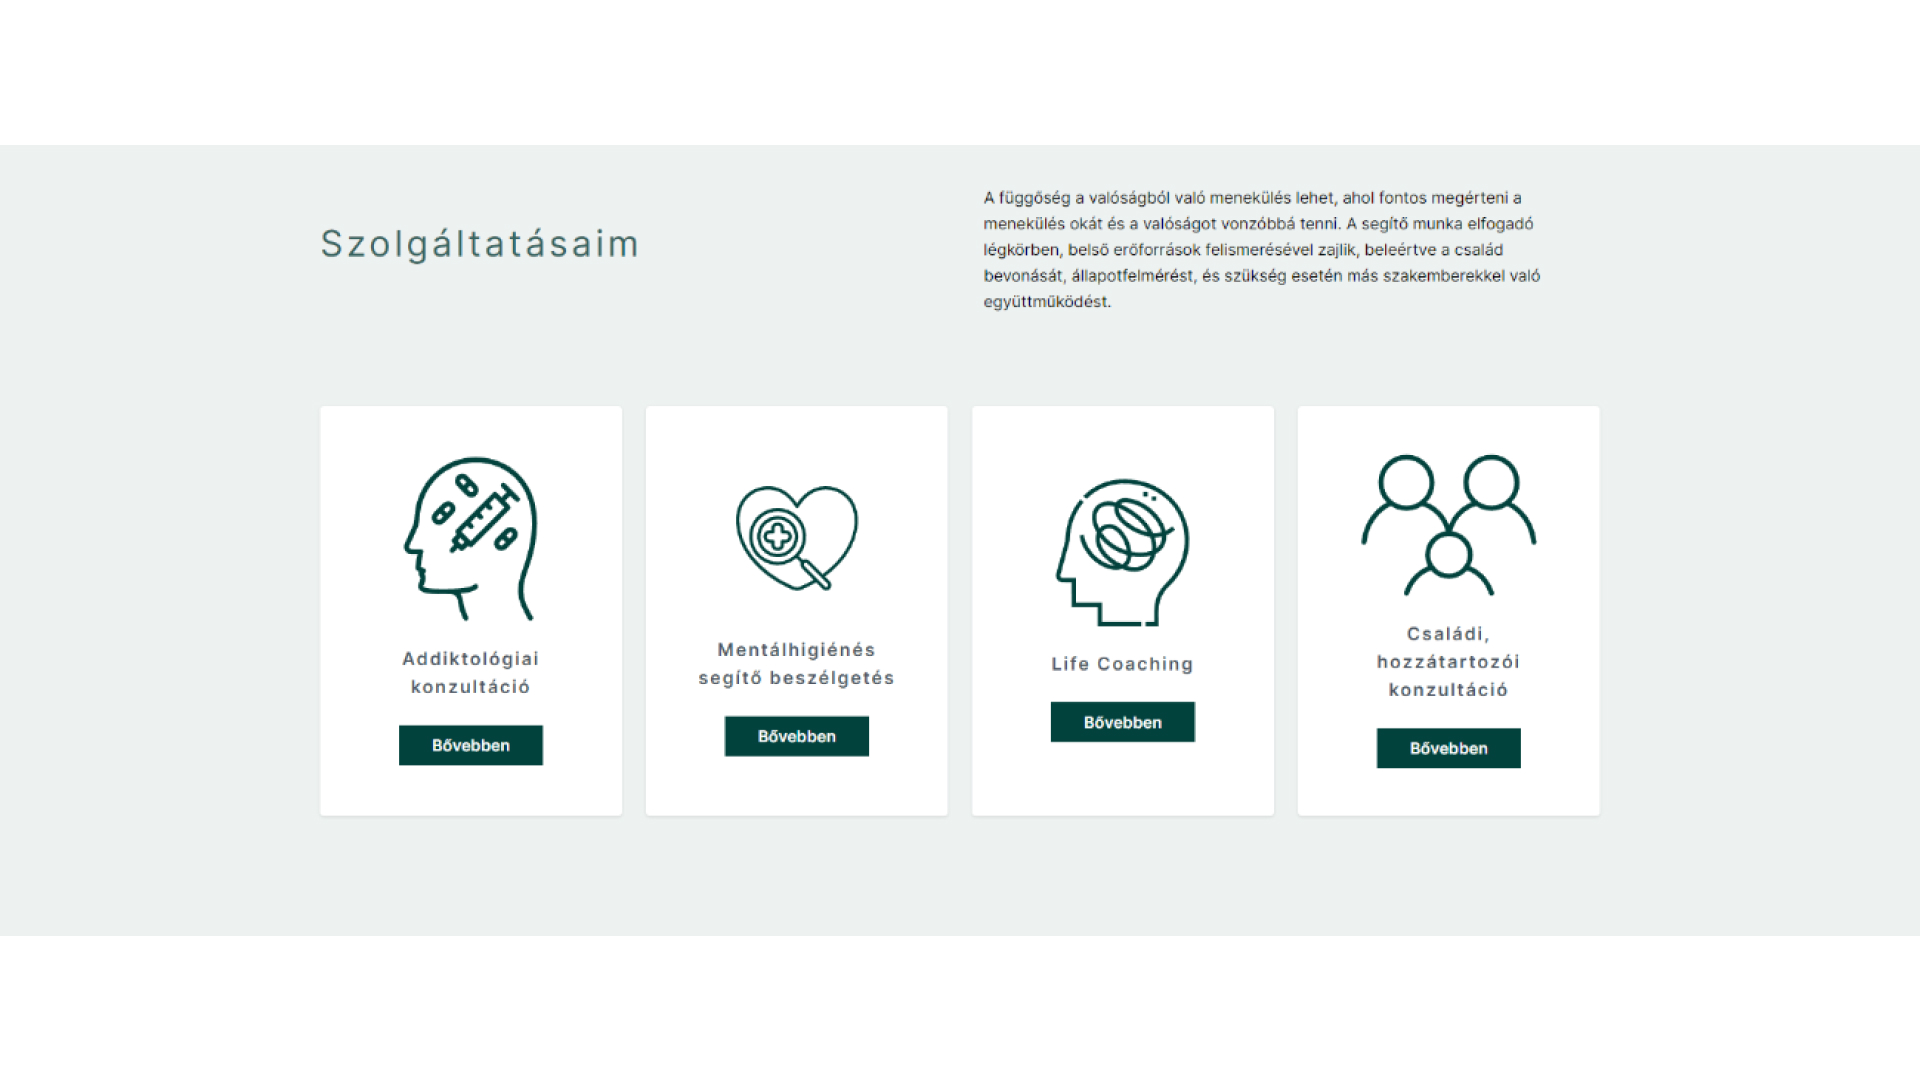 Szolgáltatásaim
A függőség a valóságból való menekülés lehet, ahol fontos megérteni a
menekülés okát és a valóságot vonzóbbá tenni. A segítő munka elfogadó
légkörben, belső erőforrások felismerésével zajlik, beleértve a család
bevonását, állapotfelmérést, és szükség esetén más szakemberekkel való
együttműködést.
Addiktológiai
konzultáció
Bővebben
Mentálhigiénés
segítő beszélgetés
Bővebben
Life Coaching
Bővebben
Családi,
hozzátartozói
konzultáció
Bővebben